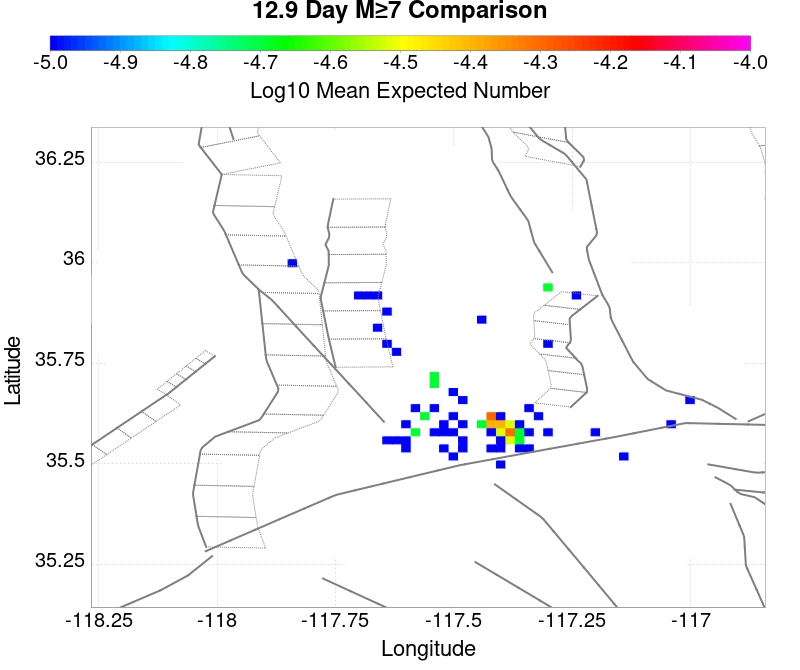 12.9 Day M≥7 Comparison
-5.0 -4.9 -4.8 -4.7 -4.6 -4.5 -4.4 -4.3 -4.2 -4.1 -4.0
Log10 Mean Expected Number
36.25
36
35.75
35.5
35.25
Latitude
-118.25 -118 -117.75 -117.5 -117.25 -117
Longitude